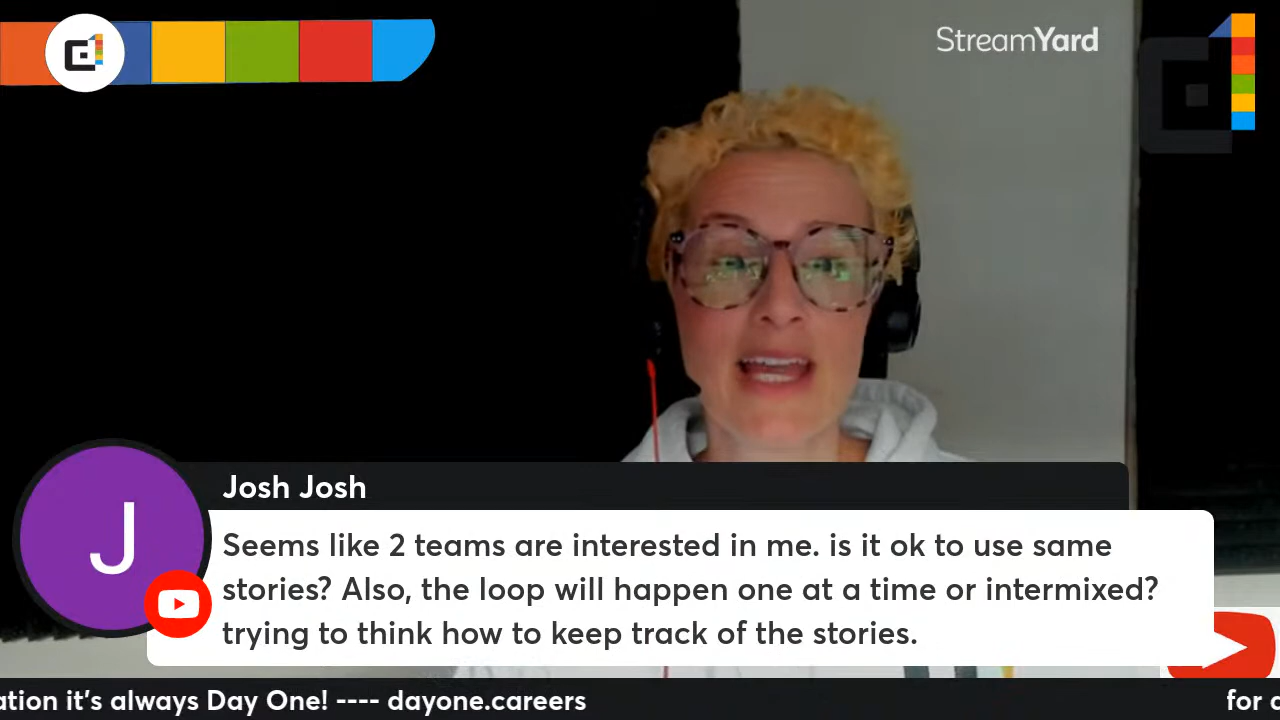 StreamYard
Josh Josh
J
Seems like 2 teams are interested in me. is it ok to use same
stories? Also, the loop will happen one at a time or intermixed?
trying to think how to keep track of the stories.
ation it's always Day One! ---- dayone.careers
for